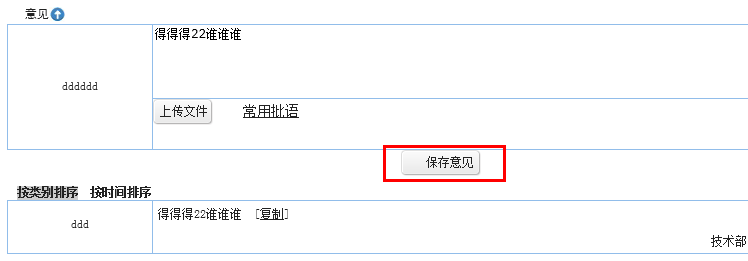 意见
得得得22谁谁谁
dddddd
上传文件 常用批语
保存意见
按类别排序 按时间排序
得得得22谁谁谁 [复制]
ddd
技术部